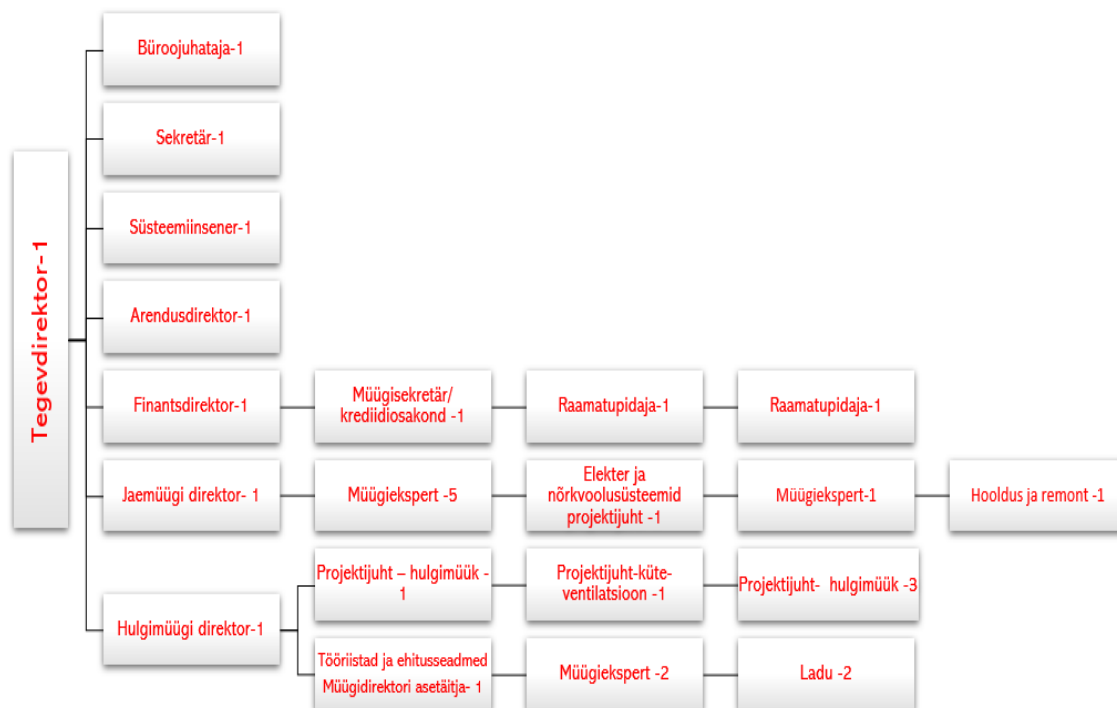 Tegevdirektor-1
Büroojuhataja-1
Sekretär-1
Süsteemiinsener-1
Arendusdirektor-1
Finantsdirektor-1
Müügisekretär/
krediidiosakond -1
Raamatupidaja-1
Raamatupidaja-1
Jaemüügi direktor- 1
Müügiekspert -5
Elekter ja
nõrkvoolusüsteemid
projektijuht -1
Müügiekspert-1
Hooldus ja remont -1
Hulgimüügi direktor-1
Projektijuht – hulgimüük -
1
Projektijuht-küte-
ventilatsioon -1
Projektijuht-  hulgimüük -3
Tööriistad ja ehitusseadmed
Müügidirektori asetäitja- 1
Müügiekspert -2
Ladu -2